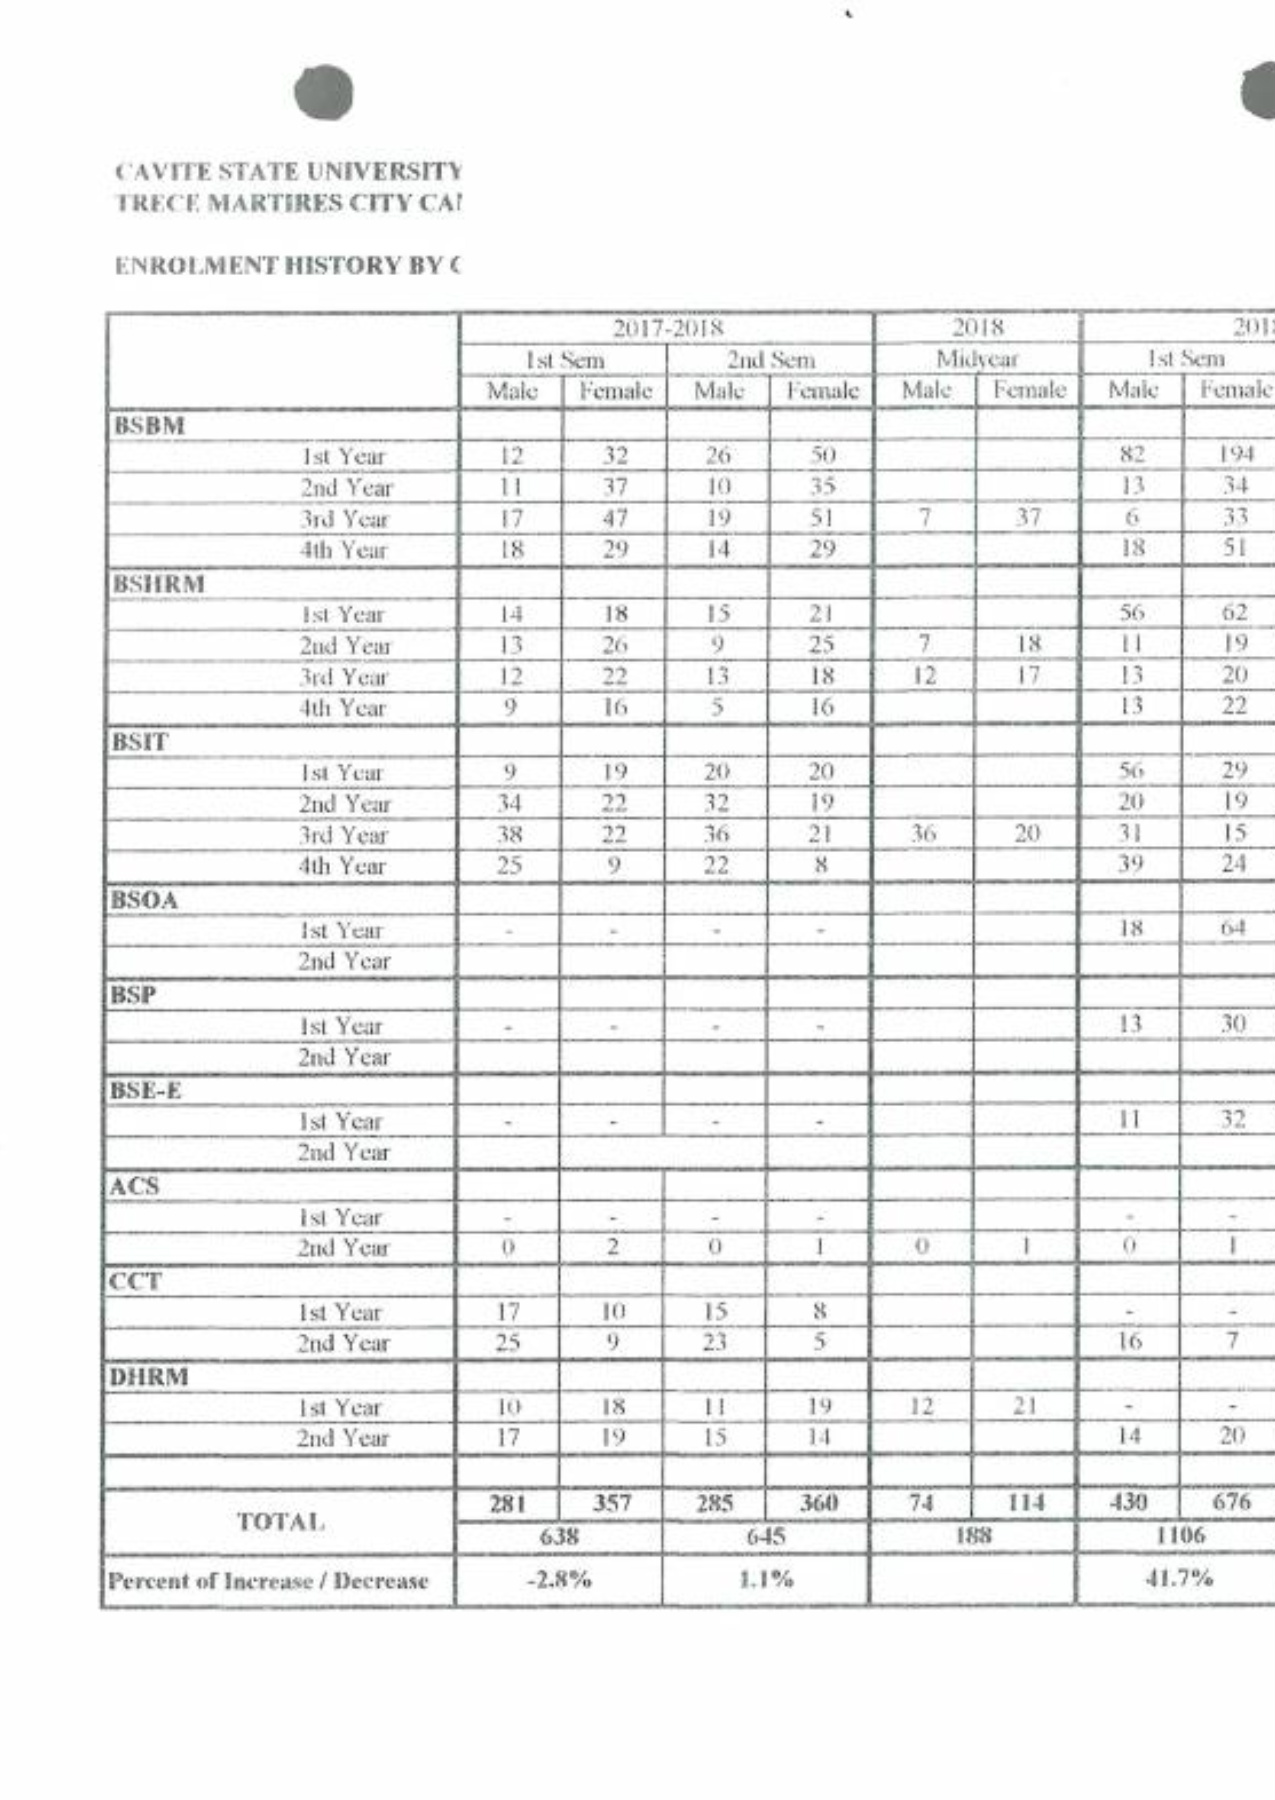 CAVITE STATE UNIVERSITY
TRECE MARTIRES CITY
ENROLMENT HISTORY BY
2017-2018 2018
1st Sem 2nd Sem Midyear 1st Sem
Male Female Male Female Male Female Male Female
BSBM
1st Year 12 32 26 50 82 194
2nd Year 11 37 10 35 13 34
3rd Year 17 47 19 51 7 37 6 33
4th Year 18 29 14 29 18 51
BSHRM
1st Year 14 18 15 21 56 62
2nd Year 13 26 9 25 7 18 11 19
3rd Year 12 22 13 18 12 17 13 20
4th Year 9 16 5 16 13 22
BSIT
1st Year 9 19 20 20 56 29
2nd Year 34 22 32 19 20 19
3rd Year 38 22 36 21 36 20 31 15
4th Year 25 9 22 8 39 24
BSOA
1st Year - - - - 18 64
2nd Year
BSP
1st Year - - - - 13 30
2nd Year
BSE-E
1st Year - - - - 11 32
2nd Year
ACS
1st Year - - - - - -
2nd Year 0 2 0 1 0 1 0 1
CCT
1st Year 17 10 15 8 - -
2nd Year 25 9 23 5 16 7
DHRM
1st Year 10 18 11 19 12 21 - -
2nd Year 17 19 15 14 14 20
TOTAL 281 357 285 360 74 114 430 676
638 645 188 1106
Percent of Increase / Decrease -2.8% 1.1% 41.7%